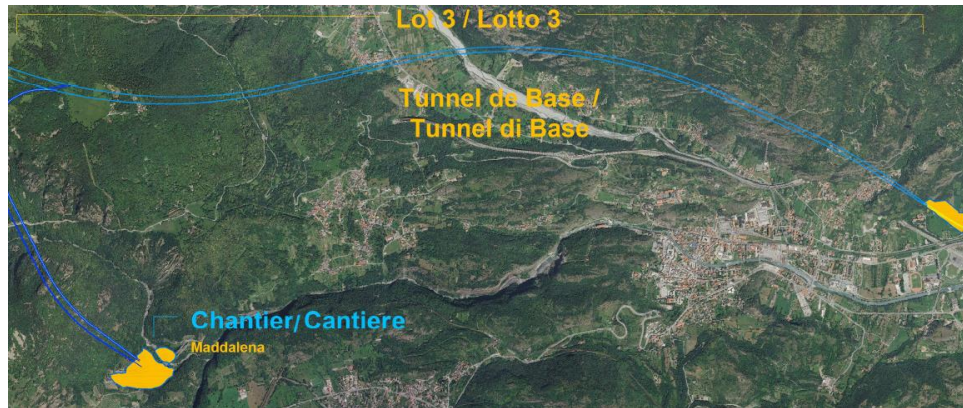 Lot 3 / Lotto 3
Tunnel de Base /
Tunnel di Base
Chantier/Cantiere
Maddalena